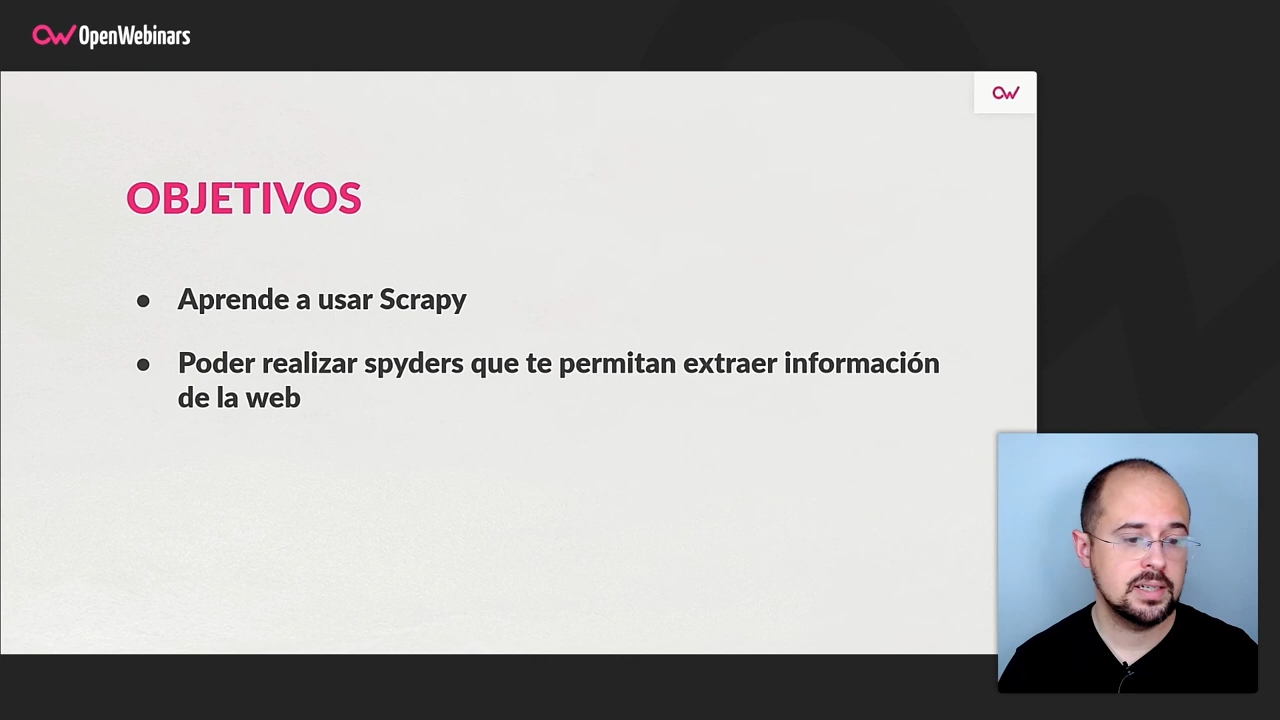 OpenWebinars
OBJETIVOS
● Aprende a usar Scrapy
● Poder realizar spyders que te permitan extraer información
de la web